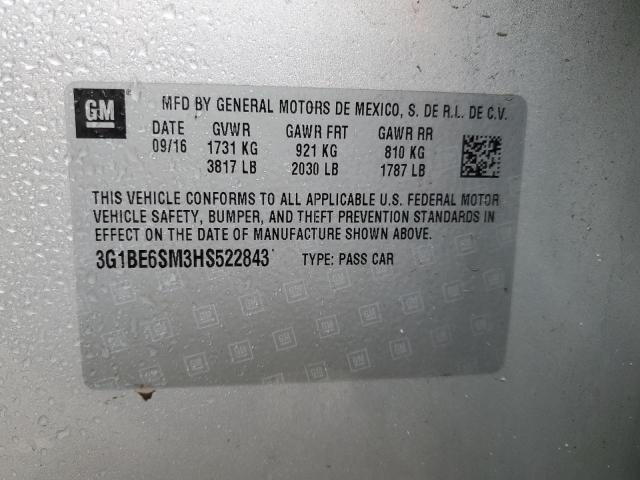 GM
MFD BY GENERAL MOTORS DE MEXICO, S. DE R.L. DE C.V.
DATE GVWR GAWR FRT GAWR RR
09/16 1731 KG 921 KG 810 KG
3817 LB 2030 LB 1787 LB
THIS VEHICLE CONFORMS TO ALL APPLICABLE U.S. FEDERAL MOTOR
VEHICLE SAFETY, BUMPER, AND THEFT PREVENTION STANDARDS IN
EFFECT ON THE DATE OF MANUFACTURE SHOWN ABOVE.
3G1BE6SM3HS522843 TYPE: PASS CAR